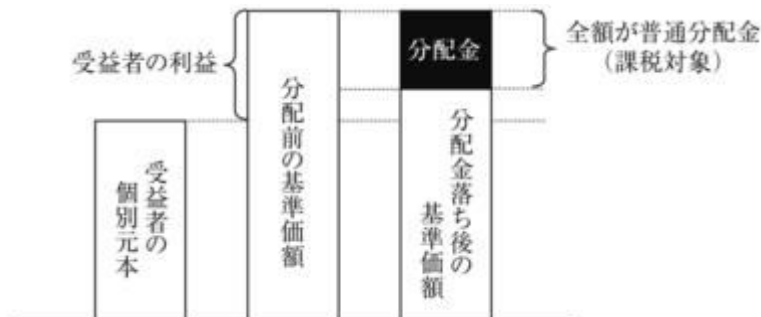 受益者の利益
受益者の
個別元本
分配前の基準価額
分配金
分配金落ち後の
基準価額
全額が普通分配金
（課税対象）